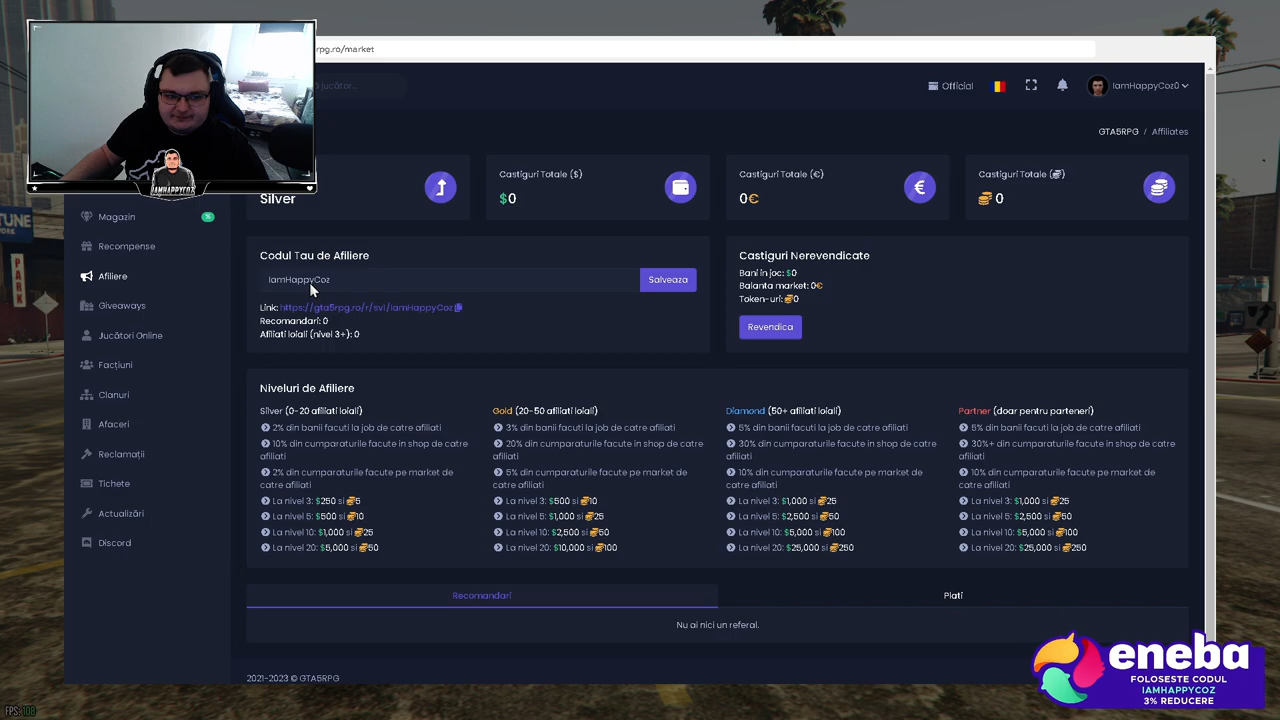 rpg.ro/market
jucător...
Official
IamHappyCoz0
GTA5RPG / Affiliates
IAMHAPPYCOZ
Silver
Castiguri Totale ($)
$0
Castiguri Totale (€)
0€
Castiguri Totale
0
Magazin
%
Recompense
Afiliere
Giveaways
Jucători Online
Facțiuni
Clanuri
Afaceri
Reclamații
Tichete
Actualizări
Discord
Codul Tau de Afiliere
IamHappyCoz
Salveaza
Link: https://gta5rpg.ro/r/sv1/IamHappyCoz
Recomandari: 0
Afiliati loiali (nivel 3+): 0
Castiguri Nerevendicate
Bani in joc: $0
Balanta market: 0€
Token-uri: 0
Revendica
Niveluri de Afiliere
Silver (0-20 afiliati loiali)
2% din banii facuti la job de catre afiliati
10% din cumparaturile facute in shop de catre
afiliati
2% din cumparaturile facute pe market de
catre afiliati
La nivel 3: $250 si 5
La nivel 5: $500 si 10
La nivel 10: $1,000 si 25
La nivel 20: $5,000 si 50
Gold (20-50 afiliati loiali)
3% din banii facuti la job de catre afiliati
20% din cumparaturile facute in shop de catre
afiliati
5% din cumparaturile facute pe market de
catre afiliati
La nivel 3: $500 si 10
La nivel 5: $1,000 si 25
La nivel 10: $2,500 si 50
La nivel 20: $10,000 si 100
Diamond (50+ afiliati loiali)
5% din banii facuti la job de catre afiliati
30% din cumparaturile facute in shop de catre
afiliati
10% din cumparaturile facute pe market de
catre afiliati
La nivel 3: $1,000 si 25
La nivel 5: $2,500 si 50
La nivel 10: $5,000 si 100
La nivel 20: $25,000 si 250
Partner (doar pentru parteneri)
5% din banii facuti la job de catre afiliati
30%+ din cumparaturile facute in shop de catre
afiliati
10% din cumparaturile facute pe market de
catre afiliati
La nivel 3: $1,000 si 25
La nivel 5: $2,500 si 50
La nivel 10: $5,000 si 100
La nivel 20: $25,000 si 250
Recomandari
Plati
Nu ai nici un referal.
2021-2023 © GTA5RPG
eneba
FOLOSESTE CODUL
IAMHAPPYCOZ
3% REDUCERE
FPS: 108